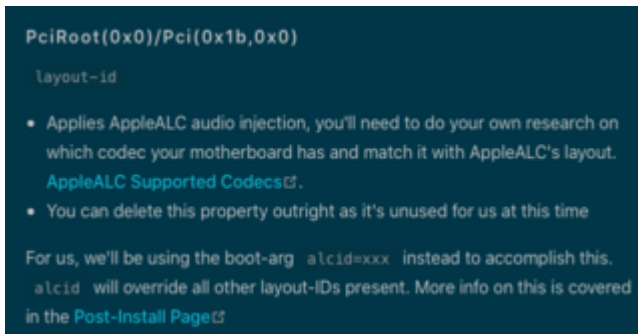 PciRoot(0x0)/Pci(0x1b,0x0)
layout-id
• Applies AppleALC audio injection, you'll need to do your own research on
which codec your motherboard has and match it with AppleALC's layout.
AppleALC Supported Codecs.
• You can delete this property outright as it's unused for us at this time
For us, we'll be using the boot-arg alcid=xxx instead to accomplish this.
alcid will override all other layout-IDs present. More info on this is covered
in the Post-Install Page